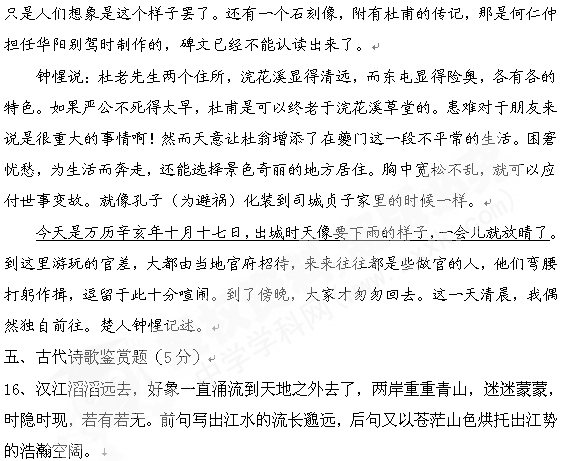 只是人们想象是这个样子罢了。还有一个石刻像，附有杜甫的传记，那是何仁仲
担任华阳别驾时制作的，碑文已经不能认读出来了。
钟惺说：杜老先生两个住所，浣花溪显得清远，而东屯显得险奥，各有各的
特色。如果严公不死得太早，杜甫是可以终老于浣花溪草堂的。患难对于朋友来
说是很重大的事情啊！然而天意让杜翁增添了在夔门这一段不平常的生活。困窘
忧愁，为生活而奔走，还能选择景色奇丽的地方居住。胸中宽松不乱，就可以应
付世事变故。就像孔子（为避祸）化装到司城贞子家里的时候一样。
今天是万历辛亥年十月十七日，出城时天像要下雨的样子，一会儿就放晴了。
到这里游玩的官差，大都由当地官府招待，来来往往都是些做官的人，他们弯腰
打躬作揖，逗留于此十分喧闹。到了傍晚，大家才匆匆回去。这一天清晨，我偶
然独自前往。楚人钟惺记述。
五、古代诗歌鉴赏题（5分）
16、汉江滔滔远去，好象一直涌流到天地之外去了，两岸重重青山，迷迷蒙蒙，
时隐时现，若有若无。前句写出江水的流长邈远，后句又以苍茫山色烘托出江势
的浩瀚空阔。